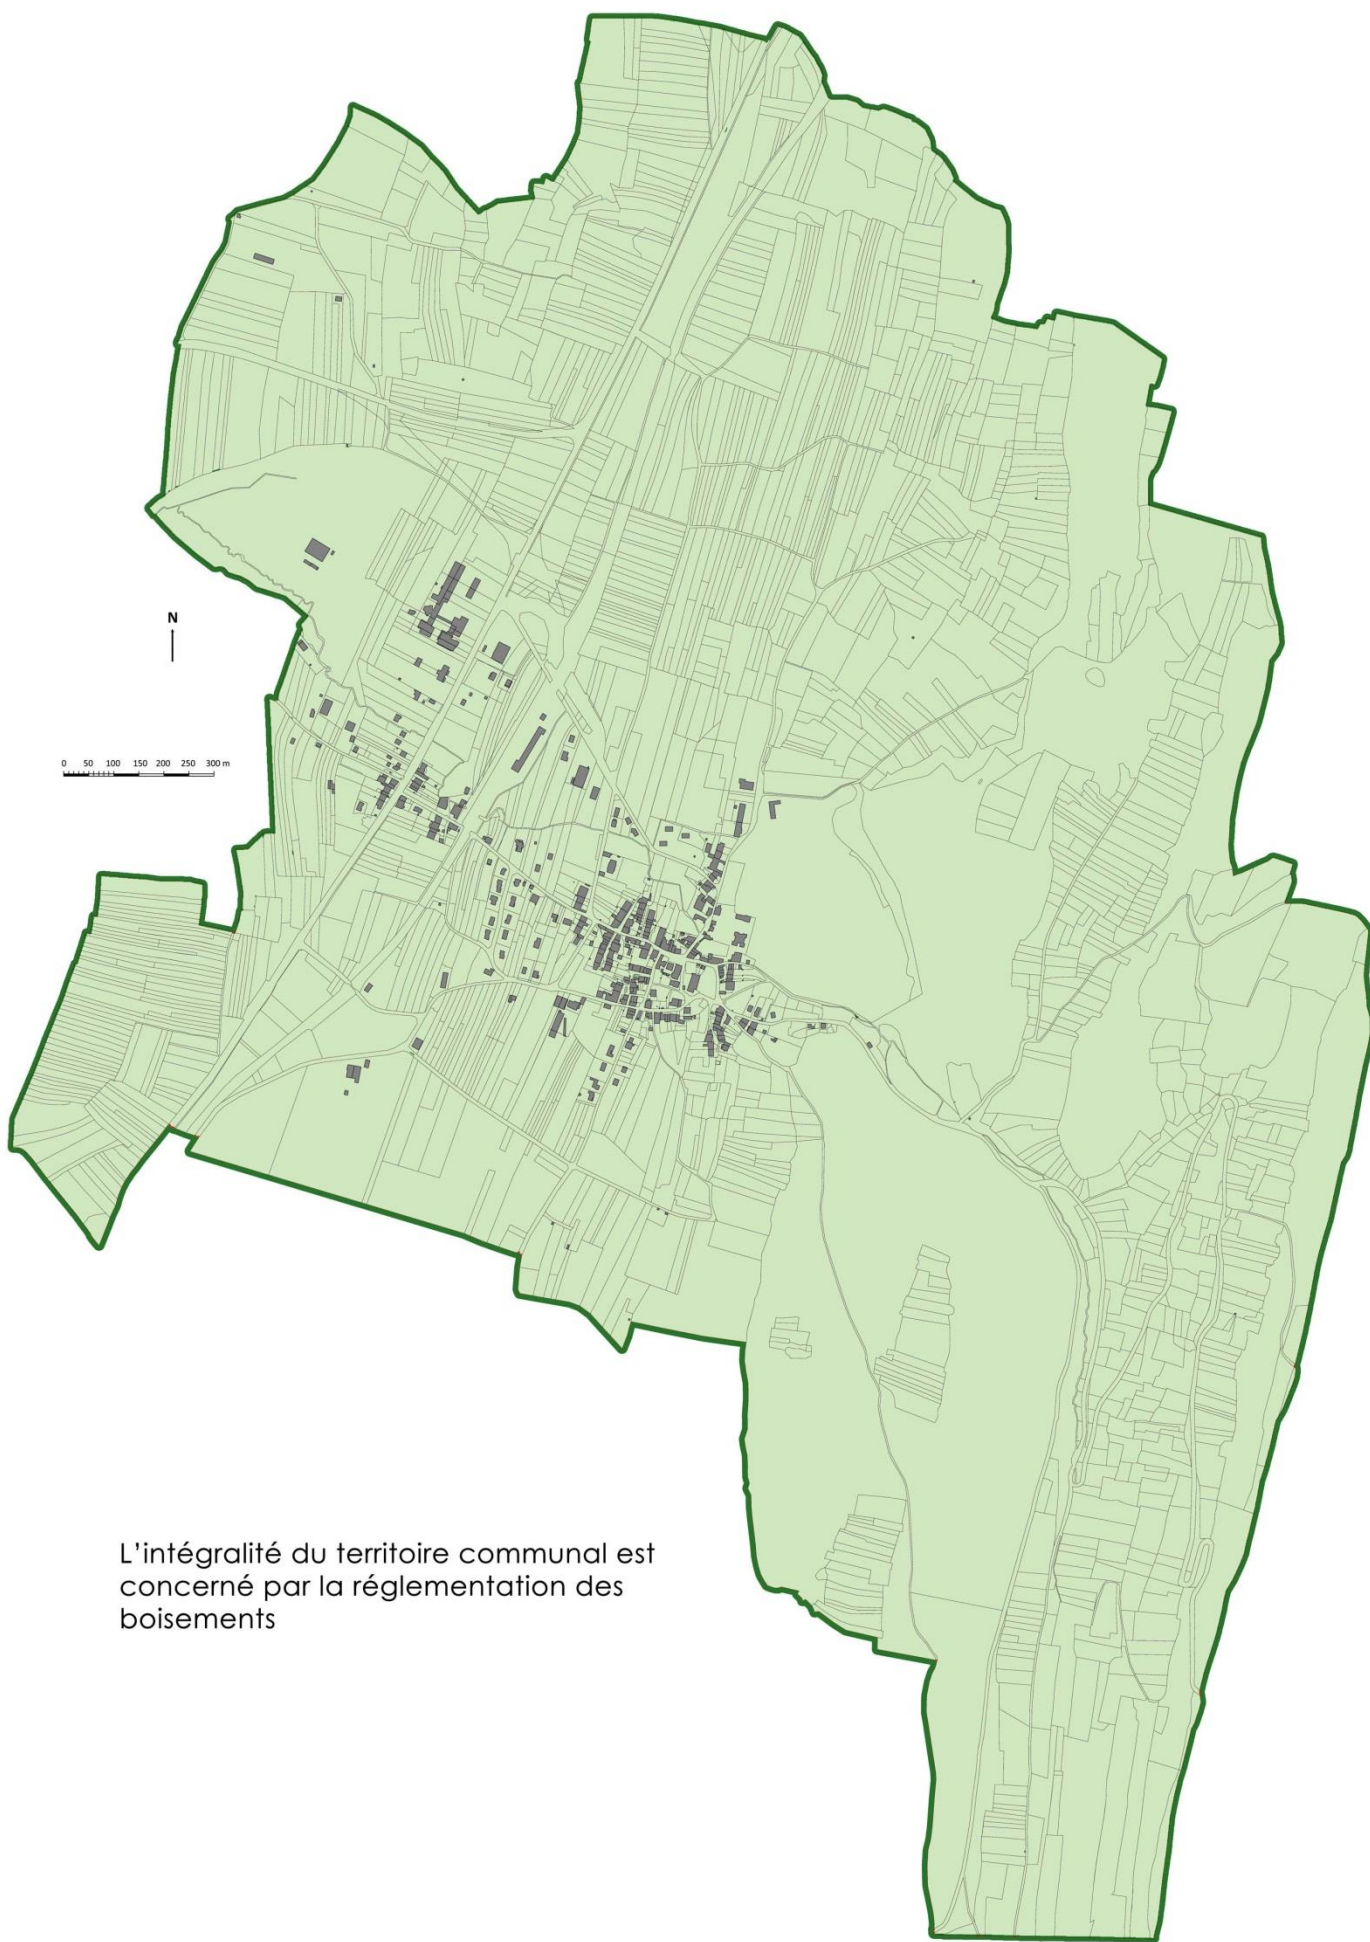 N
0 50 100 150 200 250 300 m
L'intégralité du territoire communal est
concerné par la réglementation des
boisements